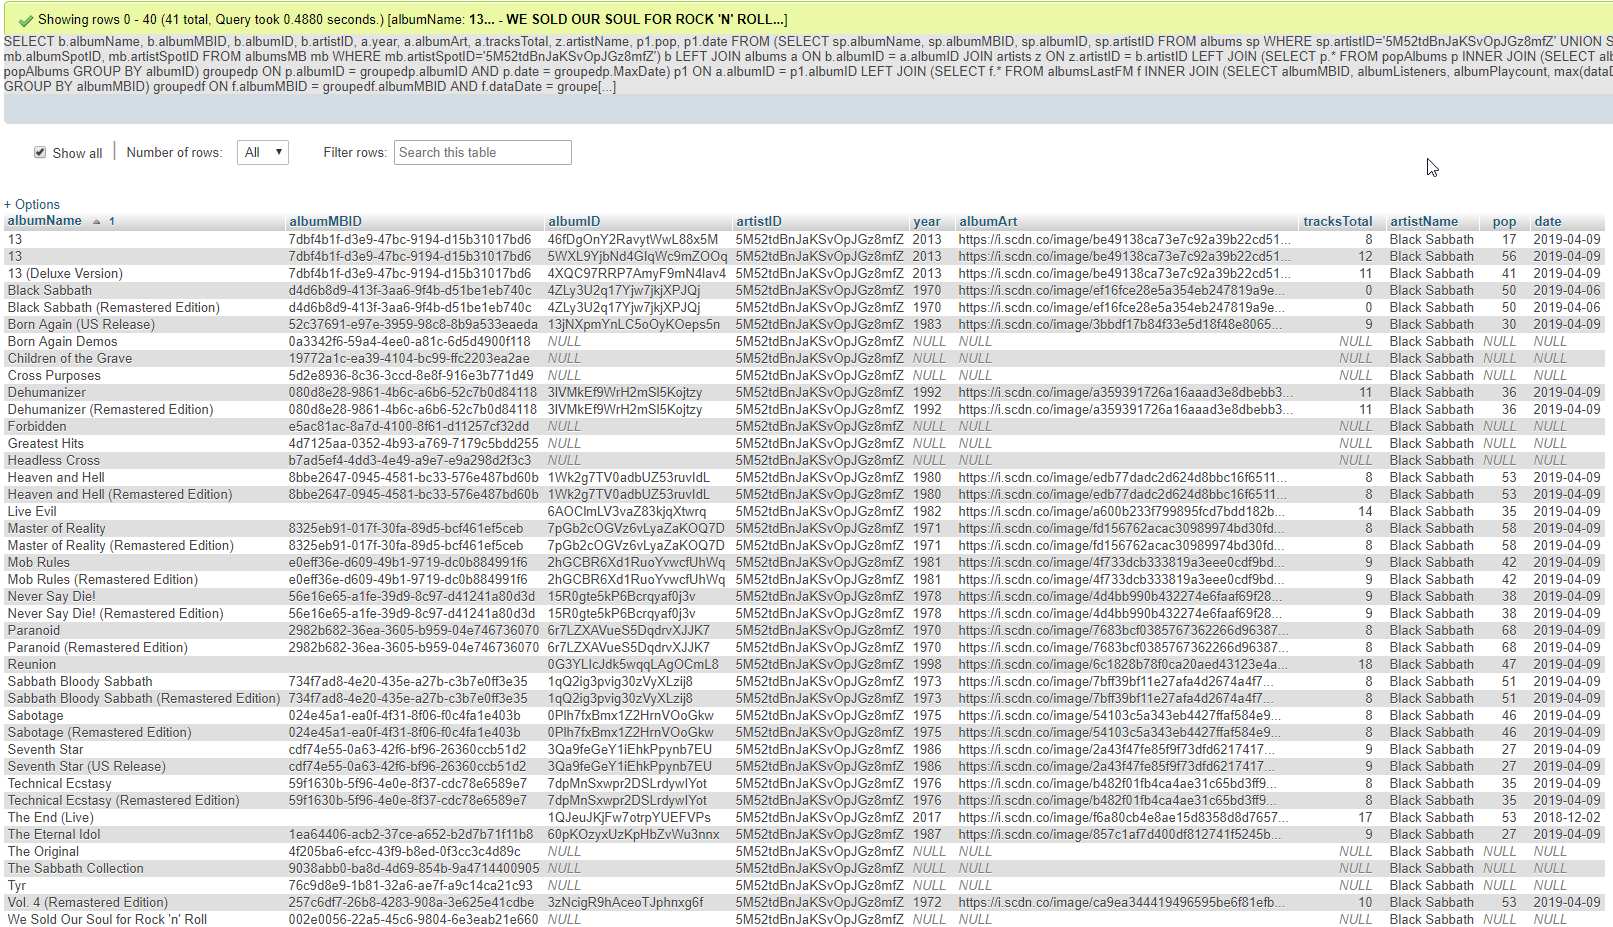 Showing rows 0 - 40 (41 total, Query took 0.4880 seconds.) [albumName: 13... - WE SOLD OUR SOUL FOR ROCK 'N' ROLL...]
SELECT b.albumName, b.albumMBID, b.albumID, b.artistID, a.year, a.albumArt, a.tracksTotal, z.artistName, p1.pop, p1.date FROM (SELECT sp.albumName, sp.albumMBID, sp.albumID, sp.artistID FROM albums sp WHERE sp.artistID='5M52tdBnJaKSvOpJGz8mfZ' UNION S
mb.albumSpotID, mb.artistSpotID FROM albumsMB mb WHERE mb.artistSpotID='5M52tdBnJaKSvOpJGz8mfZ') b LEFT JOIN albums a ON b.albumID = a.albumID JOIN artists z ON z.artistID = b.artistID LEFT JOIN (SELECT p.* FROM popAlbums p INNER JOIN (SELECT alb
popAlbums GROUP BY albumID) groupedp ON p.albumID = groupedp.albumID AND p.date = groupedp.MaxDate) p1 ON a.albumID = p1.albumID LEFT JOIN (SELECT f.* FROM albumsLastFM f INNER JOIN (SELECT albumMBID, albumListeners, albumPlaycount, max(dataD
GROUP BY albumMBID) groupedf ON f.albumMBID = groupedf.albumMBID AND f.dataDate = groupe[...]
Show all Number of rows: All Filter rows: Search this table
+ Options
albumName 1 albumMBID albumID artistID year albumArt tracksTotal artistName pop date
13 7dbf4b1f-d3e9-47bc-9194-d15b31017bd6 46fDgOnY2RavytWwL88x5M 5M52tdBnJaKSvOpJGz8mfZ 2013 https://i.scdn.co/image/be49138ca73e7c92a39b22cd51... 8 Black Sabbath 17 2019-04-09
13 7dbf4b1f-d3e9-47bc-9194-d15b31017bd6 5WXL9YjbNd4GIqWc9mZOOq 5M52tdBnJaKSvOpJGz8mfZ 2013 https://i.scdn.co/image/be49138ca73e7c92a39b22cd51... 12 Black Sabbath 56 2019-04-09
13 (Deluxe Version) 7dbf4b1f-d3e9-47bc-9194-d15b31017bd6 4XQC97RRP7AmyF9mN4Iav4 5M52tdBnJaKSvOpJGz8mfZ 2013 https://i.scdn.co/image/be49138ca73e7c92a39b22cd51... 11 Black Sabbath 41 2019-04-09
Black Sabbath d4d6b8d9-413f-3aa6-9f4b-d51be1eb740c 4ZLy3U2q17Yjw7jkjXPJQj 5M52tdBnJaKSvOpJGz8mfZ 1970 https://i.scdn.co/image/ef16fce28e5a354eb247819a9e... 0 Black Sabbath 50 2019-04-06
Black Sabbath (Remastered Edition) d4d6b8d9-413f-3aa6-9f4b-d51be1eb740c 4ZLy3U2q17Yjw7jkjXPJQj 5M52tdBnJaKSvOpJGz8mfZ 1970 https://i.scdn.co/image/ef16fce28e5a354eb247819a9e... 0 Black Sabbath 50 2019-04-06
Born Again (US Release) 52c37691-e97e-3959-98c8-8b9a533eaeda 13jNXpmYnLC5oOyKOeps5n 5M52tdBnJaKSvOpJGz8mfZ 1983 https://i.scdn.co/image/3bbdf17b84f33e5d18f48e8065... 9 Black Sabbath 30 2019-04-09
Born Again Demos 0a3342f6-59a4-4ee0-a81c-6d5d4900f118 NULL 5M52tdBnJaKSvOpJGz8mfZ NULL NULL NULL Black Sabbath NULL NULL
Children of the Grave 19772a1c-ea39-4104-bc99-ffc2203ea2ae NULL 5M52tdBnJaKSvOpJGz8mfZ NULL NULL NULL Black Sabbath NULL NULL
Cross Purposes 5d2e8936-8c36-3ccd-8e8f-916e3b771d49 NULL 5M52tdBnJaKSvOpJGz8mfZ NULL NULL NULL Black Sabbath NULL NULL
Dehumanizer 080d8e28-9861-4b6c-a6b6-52c7b0d84118 3IVMkEf9WrH2mSI5Kojtzy 5M52tdBnJaKSvOpJGz8mfZ 1992 https://i.scdn.co/image/a359391726a16aaad3e8dbebb3... 11 Black Sabbath 36 2019-04-09
Dehumanizer (Remastered Edition) 080d8e28-9861-4b6c-a6b6-52c7b0d84118 3IVMkEf9WrH2mSI5Kojtzy 5M52tdBnJaKSvOpJGz8mfZ 1992 https://i.scdn.co/image/a359391726a16aaad3e8dbebb3... 11 Black Sabbath 36 2019-04-09
Forbidden e5ac81ac-8a7d-4100-8f61-d11257cf32dd NULL 5M52tdBnJaKSvOpJGz8mfZ NULL NULL NULL Black Sabbath NULL NULL
Greatest Hits 4d7125aa-0352-4b93-a769-7179c5bdd255 NULL 5M52tdBnJaKSvOpJGz8mfZ NULL NULL NULL Black Sabbath NULL NULL
Headless Cross b7ad5ef4-4dd3-4e49-a9e7-e9a298d2f3c3 NULL 5M52tdBnJaKSvOpJGz8mfZ NULL NULL NULL Black Sabbath NULL NULL
Heaven and Hell 8bbe2647-0945-4581-bc33-576e487bd60b 1Wk2g7TV0adbUZ53ruvIdL 5M52tdBnJaKSvOpJGz8mfZ 1980 https://i.scdn.co/image/edb77dadc2d624d8bbc16f6511... 8 Black Sabbath 53 2019-04-09
Heaven and Hell (Remastered Edition) 8bbe2647-0945-4581-bc33-576e487bd60b 1Wk2g7TV0adbUZ53ruvIdL 5M52tdBnJaKSvOpJGz8mfZ 1980 https://i.scdn.co/image/edb77dadc2d624d8bbc16f6511... 8 Black Sabbath 53 2019-04-09
Live Evil 6AOClmLV3vaZ83kjqXtwrq 5M52tdBnJaKSvOpJGz8mfZ 1982 https://i.scdn.co/image/a600b233f799895fcd7bdd182b... 14 Black Sabbath 35 2019-04-09
Master of Reality 8325eb91-017f-30fa-89d5-bcf461ef5ceb 7pGb2cOGVz6vLyaZaKOQ7D 5M52tdBnJaKSvOpJGz8mfZ 1971 https://i.scdn.co/image/fd156762acac30989974bd30fd... 8 Black Sabbath 58 2019-04-09
Master of Reality (Remastered Edition) 8325eb91-017f-30fa-89d5-bcf461ef5ceb 7pGb2cOGVz6vLyaZaKOQ7D 5M52tdBnJaKSvOpJGz8mfZ 1971 https://i.scdn.co/image/fd156762acac30989974bd30fd... 8 Black Sabbath 58 2019-04-09
Mob Rules e0eff36e-d609-49b1-9719-dc0b884991f6 2hGCBR6Xd1RuoYvwcfUhWq 5M52tdBnJaKSvOpJGz8mfZ 1981 https://i.scdn.co/image/4f733dcb333819a3eee0cdf9bd... 9 Black Sabbath 42 2019-04-09
Mob Rules (Remastered Edition) e0eff36e-d609-49b1-9719-dc0b884991f6 2hGCBR6Xd1RuoYvwcfUhWq 5M52tdBnJaKSvOpJGz8mfZ 1981 https://i.scdn.co/image/4f733dcb333819a3eee0cdf9bd... 9 Black Sabbath 42 2019-04-09
Never Say Die! 56e16e65-a1fe-39d9-8c97-d41241a80d3d 15R0gte5kP6Bcrqyaf0j3v 5M52tdBnJaKSvOpJGz8mfZ 1978 https://i.scdn.co/image/4d4bb990b432274e6faaf69f28... 9 Black Sabbath 38 2019-04-09
Never Say Die! (Remastered Edition) 56e16e65-a1fe-39d9-8c97-d41241a80d3d 15R0gte5kP6Bcrqyaf0j3v 5M52tdBnJaKSvOpJGz8mfZ 1978 https://i.scdn.co/image/4d4bb990b432274e6faaf69f28... 9 Black Sabbath 38 2019-04-09
Paranoid 2982b682-36ea-3605-b959-04e746736070 6r7LZXAVueS5DqdrvXJJK7 5M52tdBnJaKSvOpJGz8mfZ 1970 https://i.scdn.co/image/7683bcf0385767362266d96387... 8 Black Sabbath 68 2019-04-09
Paranoid (Remastered Edition) 2982b682-36ea-3605-b959-04e746736070 6r7LZXAVueS5DqdrvXJJK7 5M52tdBnJaKSvOpJGz8mfZ 1970 https://i.scdn.co/image/7683bcf0385767362266d96387... 8 Black Sabbath 68 2019-04-09
Reunion 0G3YLIcJdk5wqqLAgOCmL8 5M52tdBnJaKSvOpJGz8mfZ 1998 https://i.scdn.co/image/6c1828b78f0ca20aed43123e4a... 18 Black Sabbath 47 2019-04-09
Sabbath Bloody Sabbath 734f7ad8-4e20-435e-a27b-c3b7e0ff3e35 1qQ2ig3pvig30zVyXLzij8 5M52tdBnJaKSvOpJGz8mfZ 1973 https://i.scdn.co/image/7bff39bf11e27afa4d2674a4f7... 8 Black Sabbath 51 2019-04-09
Sabbath Bloody Sabbath (Remastered Edition) 734f7ad8-4e20-435e-a27b-c3b7e0ff3e35 1qQ2ig3pvig30zVyXLzij8 5M52tdBnJaKSvOpJGz8mfZ 1973 https://i.scdn.co/image/7bff39bf11e27afa4d2674a4f7... 8 Black Sabbath 51 2019-04-09
Sabotage 024e45a1-ea0f-4f31-8f06-f0c4fa1e403b 0PIh7fxBmx1Z2HrnVOoGkw 5M52tdBnJaKSvOpJGz8mfZ 1975 https://i.scdn.co/image/54103c5a343eb4427ffaf584e9... 8 Black Sabbath 46 2019-04-09
Sabotage (Remastered Edition) 024e45a1-ea0f-4f31-8f06-f0c4fa1e403b 0PIh7fxBmx1Z2HrnVOoGkw 5M52tdBnJaKSvOpJGz8mfZ 1975 https://i.scdn.co/image/54103c5a343eb4427ffaf584e9... 8 Black Sabbath 46 2019-04-09
Seventh Star cdf74e55-0a63-42f6-bf96-26360ccb51d2 3Qa9feGeY1iEhkPpynb7EU 5M52tdBnJaKSvOpJGz8mfZ 1986 https://i.scdn.co/image/2a43f47fe85f9f73dfd6217417... 9 Black Sabbath 27 2019-04-09
Seventh Star (US Release) cdf74e55-0a63-42f6-bf96-26360ccb51d2 3Qa9feGeY1iEhkPpynb7EU 5M52tdBnJaKSvOpJGz8mfZ 1986 https://i.scdn.co/image/2a43f47fe85f9f73dfd6217417... 9 Black Sabbath 27 2019-04-09
Technical Ecstasy 59f1630b-5f96-4e0e-8f37-cdc78e6589e7 7dpMnSxwpr2DSLrdywIYot 5M52tdBnJaKSvOpJGz8mfZ 1976 https://i.scdn.co/image/b482f01fb4ca4ae31c65bd3ff9... 8 Black Sabbath 35 2019-04-09
Technical Ecstasy (Remastered Edition) 59f1630b-5f96-4e0e-8f37-cdc78e6589e7 7dpMnSxwpr2DSLrdywIYot 5M52tdBnJaKSvOpJGz8mfZ 1976 https://i.scdn.co/image/b482f01fb4ca4ae31c65bd3ff9... 8 Black Sabbath 35 2019-04-09
The End (Live) 1QJeuJKjFw7otrpYUEFVPs 5M52tdBnJaKSvOpJGz8mfZ 2017 https://i.scdn.co/image/f6a80cb4e8ae15d8358d8d7657... 17 Black Sabbath 53 2018-12-02
The Eternal Idol 1ea64406-acb2-37ce-a652-b2d7b71f11b8 60pKOzyxUzKpHbZvWu3nnx 5M52tdBnJaKSvOpJGz8mfZ 1987 https://i.scdn.co/image/857c1af7d400df812741f5245b... 9 Black Sabbath 27 2019-04-09
The Original 4f205ba6-efcc-43f9-b8ed-0f3cc3c4d89c NULL 5M52tdBnJaKSvOpJGz8mfZ NULL NULL NULL Black Sabbath NULL NULL
The Sabbath Collection 9038abb0-ba8d-4d69-854b-9a4714400905 NULL 5M52tdBnJaKSvOpJGz8mfZ NULL NULL NULL Black Sabbath NULL NULL
Tyr 76c9d8e9-1b81-32a6-ae7f-a9c14ca21c93 NULL 5M52tdBnJaKSvOpJGz8mfZ NULL NULL NULL Black Sabbath NULL NULL
Vol. 4 (Remastered Edition) 257c6df7-26b8-4283-908a-3e625e41cdbe 3zNcigR9hAceoTJphnxg6f 5M52tdBnJaKSvOpJGz8mfZ 1972 https://i.scdn.co/image/ca9ea344419496595be6f81efb... 10 Black Sabbath 53 2019-04-09
We Sold Our Soul for Rock 'n' Roll 002e0056-22a5-45c6-9804-6e3eab21e660 NULL 5M52tdBnJaKSvOpJGz8mfZ NULL NULL NULL Black Sabbath NULL NULL